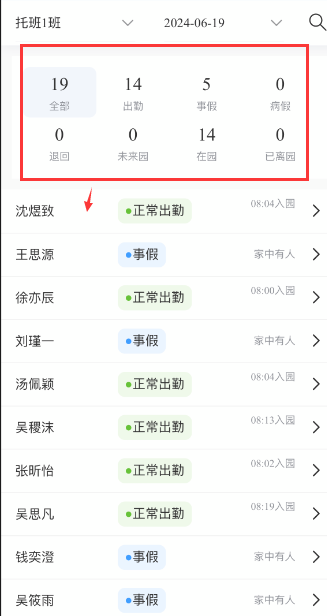 托班1班 2024-06-19
19 14 5 0
全部 出勤 事假 病假
0 0 14 0
退回 未来园 在园 已离园
沈煜致 正常出勤 08:04入园
王思源 事假 家中有人
徐亦辰 正常出勤 08:00入园
刘瑾一 事假 家中有人
汤佩颖 正常出勤 08:04入园
吴稷沫 正常出勤 08:13入园
张昕怡 正常出勤 08:02入园
吴思凡 正常出勤 08:19入园
钱奕澄 事假 家中有人
吴筱雨 事假 家中有人